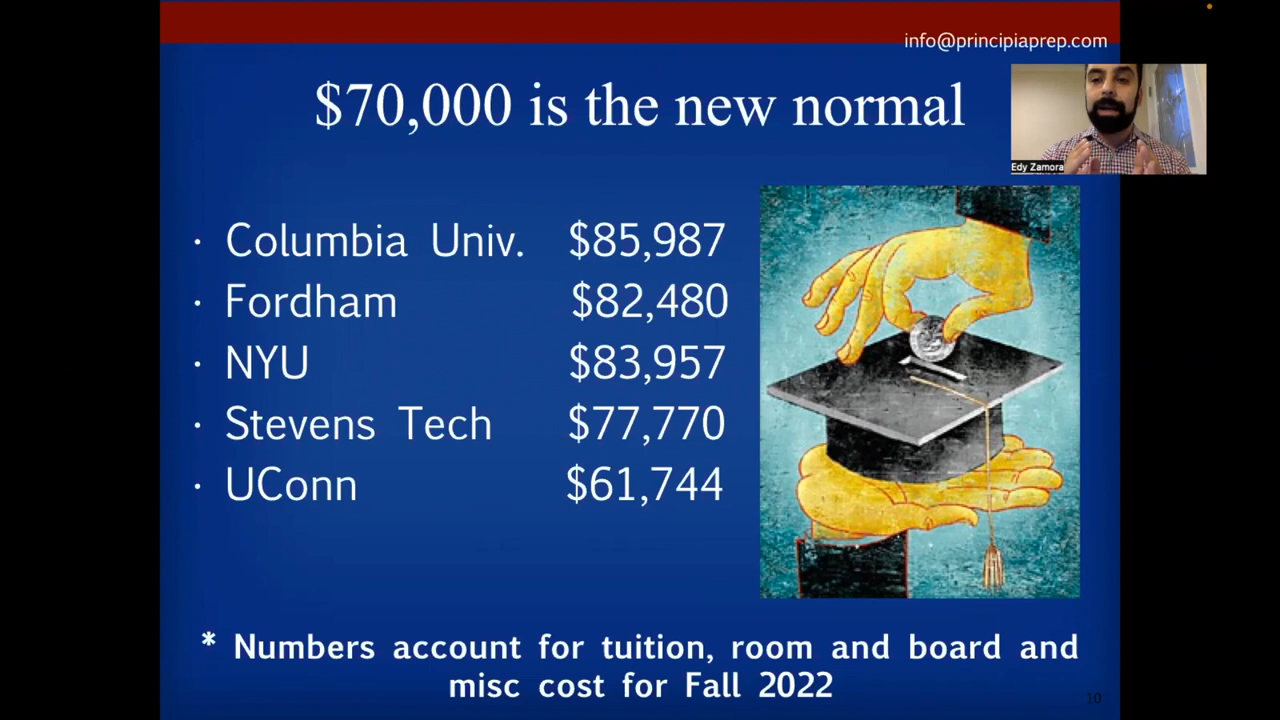 info@principiaprep.com
$70,000 is the new normal
Edy Zamora
· Columbia Univ. $85,987
· Fordham $82,480
· NYU $83,957
· Stevens Tech $77,770
· UConn $61,744
* Numbers account for tuition, room and board and
misc cost for Fall 2022
10